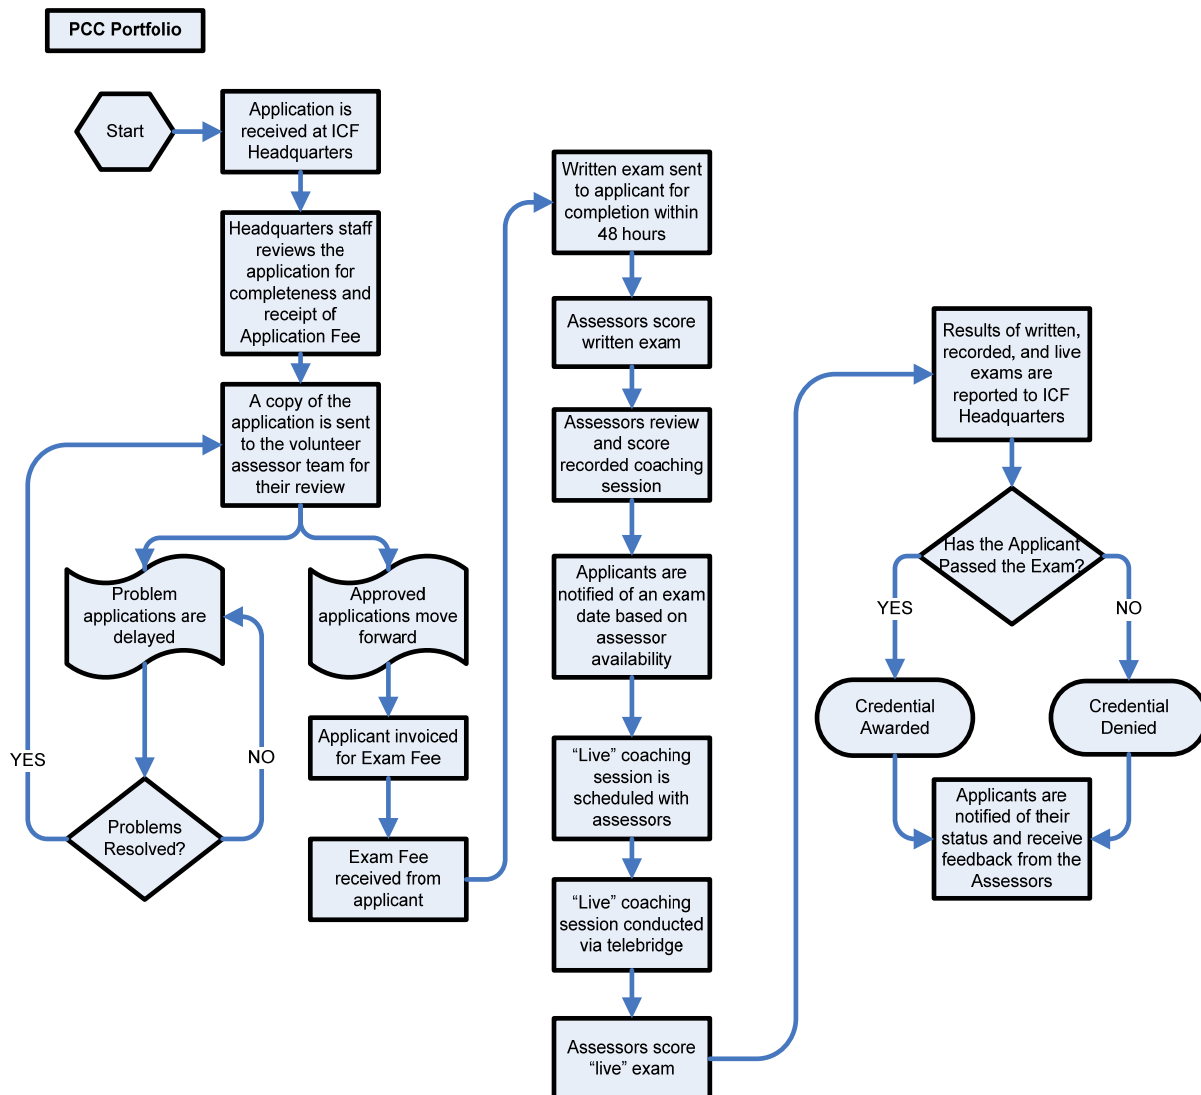 PCC Portfolio
Start
Application is
received at ICF
Headquarters
Headquarters staff
reviews the
application for
completeness and
receipt of
Application Fee
A copy of the
application is sent
to the volunteer
assessor team for
their review
Problem
applications are
delayed
Approved
applications move
forward
YES
NO
Problems
Resolved?
Applicant invoiced
for Exam Fee
Exam Fee
received from
applicant
Written exam sent
to applicant for
completion within
48 hours
Assessors score
written exam
Assessors review
and score
recorded coaching
session
Applicants are
notified of an exam
date based on
assessor
availability
“Live” coaching
session is
scheduled with
assessors
“Live” coaching
session conducted
via telebridge
Assessors score
“live” exam
Results of written,
recorded, and live
exams are
reported to ICF
Headquarters
Has the Applicant
Passed the Exam?
YES
NO
Credential
Awarded
Credential
Denied
Applicants are
notified of their
status and receive
feedback from the
Assessors